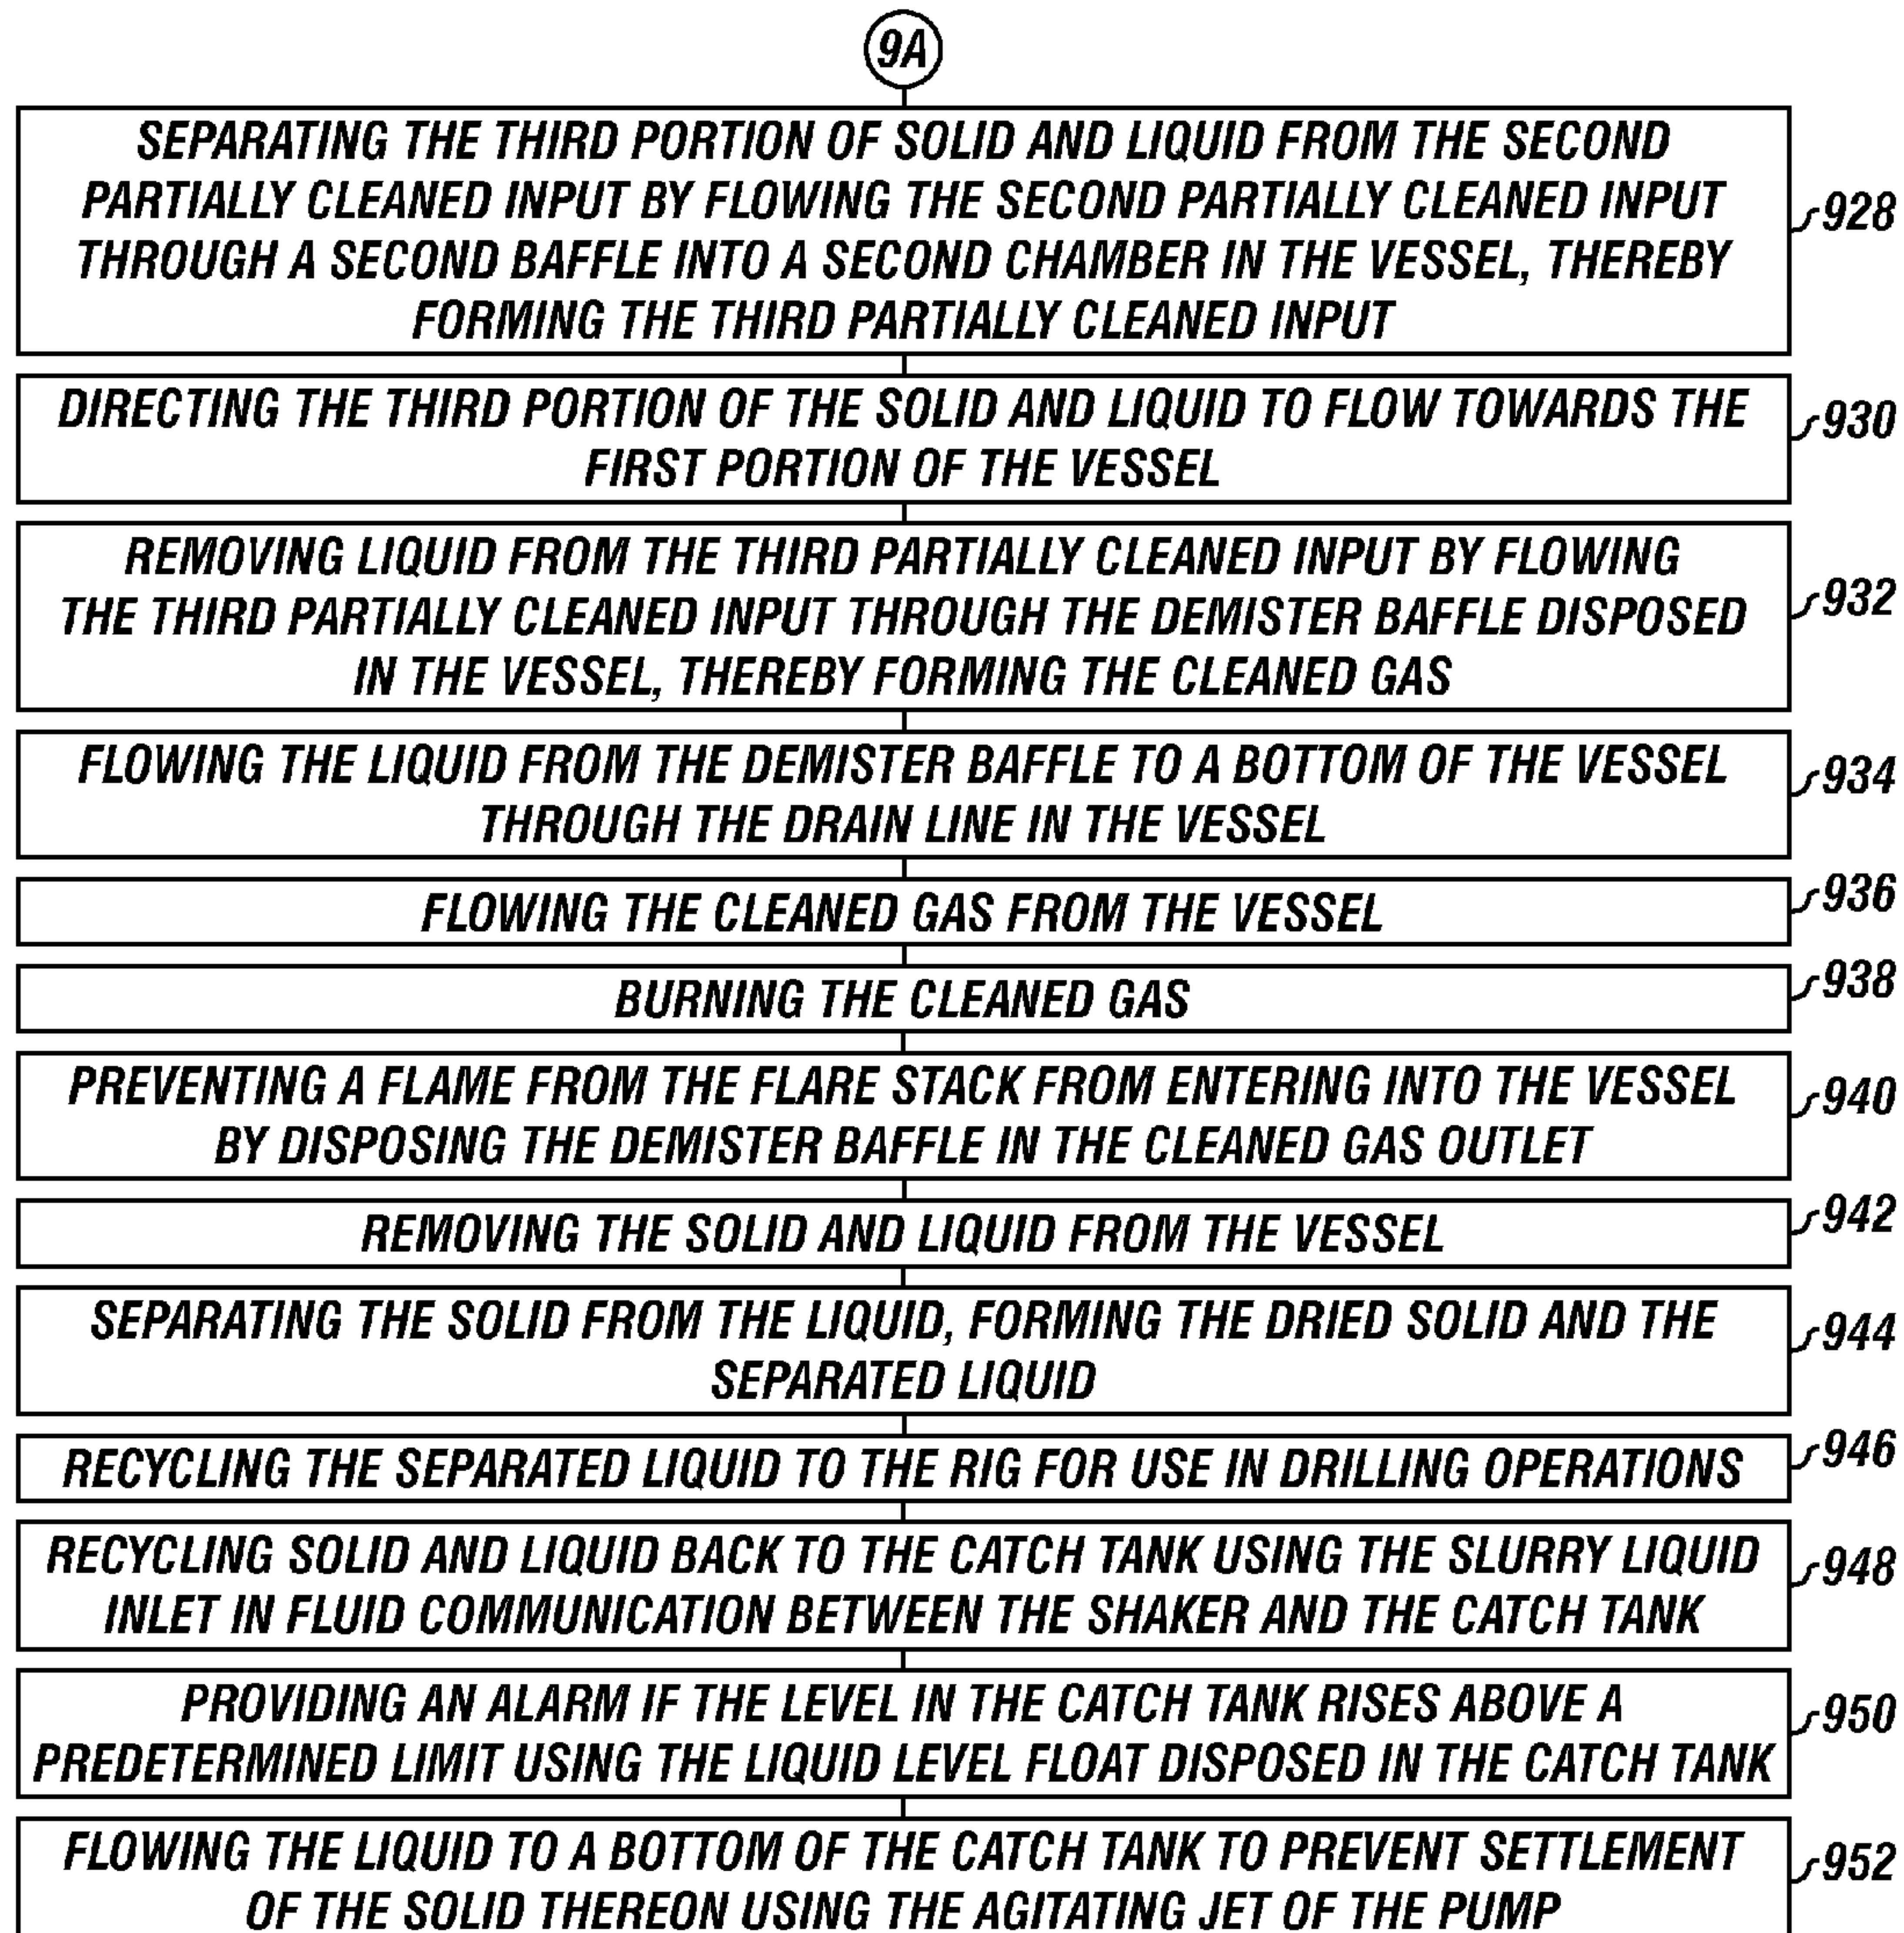 9A
SEPARATING THE THIRD PORTION OF SOLID AND LIQUID FROM THE SECOND
PARTIALLY CLEANED INPUT BY FLOWING THE SECOND PARTIALLY CLEANED INPUT
THROUGH A SECOND BAFFLE INTO A SECOND CHAMBER IN THE VESSEL, THEREBY
FORMING THE THIRD PARTIALLY CLEANED INPUT
928
DIRECTING THE THIRD PORTION OF THE SOLID AND LIQUID TO FLOW TOWARDS THE
FIRST PORTION OF THE VESSEL
930
REMOVING LIQUID FROM THE THIRD PARTIALLY CLEANED INPUT BY FLOWING
THE THIRD PARTIALLY CLEANED INPUT THROUGH THE DEMISTER BAFFLE DISPOSED
IN THE VESSEL, THEREBY FORMING THE CLEANED GAS
932
FLOWING THE LIQUID FROM THE DEMISTER BAFFLE TO A BOTTOM OF THE VESSEL
THROUGH THE DRAIN LINE IN THE VESSEL
934
FLOWING THE CLEANED GAS FROM THE VESSEL
936
BURNING THE CLEANED GAS
938
PREVENTING A FLAME FROM THE FLARE STACK FROM ENTERING INTO THE VESSEL
BY DISPOSING THE DEMISTER BAFFLE IN THE CLEANED GAS OUTLET
940
REMOVING THE SOLID AND LIQUID FROM THE VESSEL
942
SEPARATING THE SOLID FROM THE LIQUID, FORMING THE DRIED SOLID AND THE
SEPARATED LIQUID
944
RECYCLING THE SEPARATED LIQUID TO THE RIG FOR USE IN DRILLING OPERATIONS
946
RECYCLING SOLID AND LIQUID BACK TO THE CATCH TANK USING THE SLURRY LIQUID
INLET IN FLUID COMMUNICATION BETWEEN THE SHAKER AND THE CATCH TANK
948
PROVIDING AN ALARM IF THE LEVEL IN THE CATCH TANK RISES ABOVE A
PREDETERMINED LIMIT USING THE LIQUID LEVEL FLOAT DISPOSED IN THE CATCH TANK
950
FLOWING THE LIQUID TO A BOTTOM OF THE CATCH TANK TO PREVENT SETTLEMENT
OF THE SOLID THEREON USING THE AGITATING JET OF THE PUMP
952